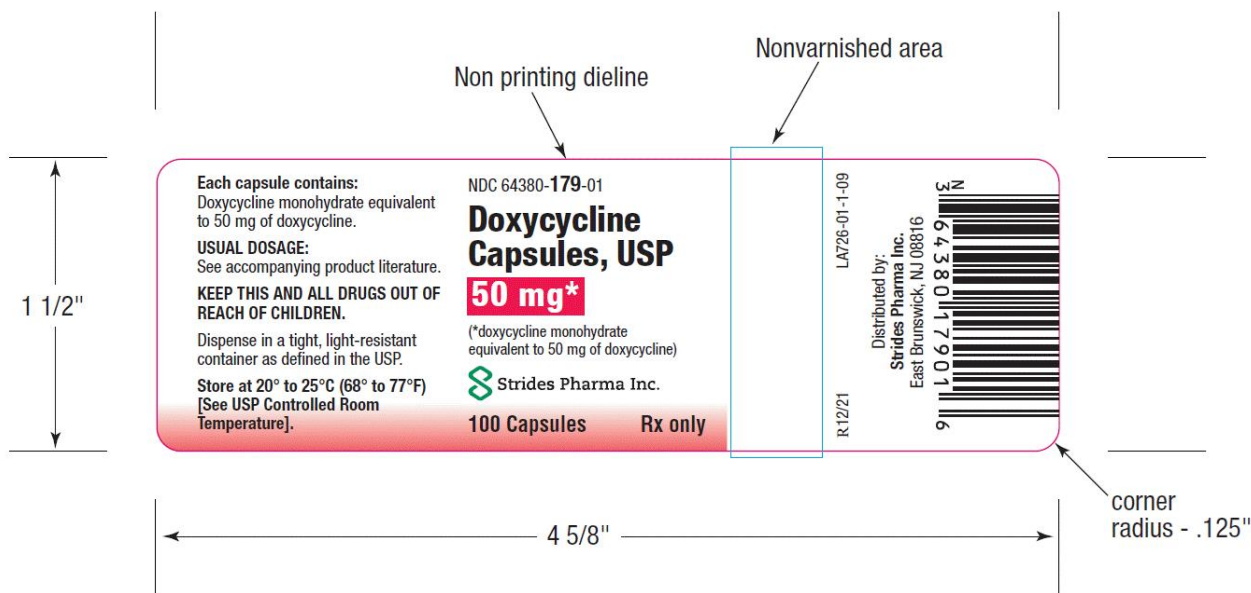 Nonvarnished area
Non printing dieline
1 1/2"
Each capsule contains:
Doxycycline monohydrate equivalent
to 50 mg of doxycycline.
USUAL DOSAGE:
See accompanying product literature.
KEEP THIS AND ALL DRUGS OUT OF
REACH OF CHILDREN.
Dispense in a tight, light-resistant
container as defined in the USP.
Store at 20° to 25°C (68° to 77°F)
[See USP Controlled Room
Temperature].
NDC 64380-179-01
Doxycycline
Capsules, USP
50 mg*
(*doxycycline monohydrate
equivalent to 50 mg of doxycycline)
Strides Pharma Inc.
100 Capsules Rx only
LA726-01-1-09
R12/21
Distributed by:
Strides Pharma Inc.
East Brunswick, NJ 08816
N
3 64380 17901 6
4 5/8"
corner
radius - .125"